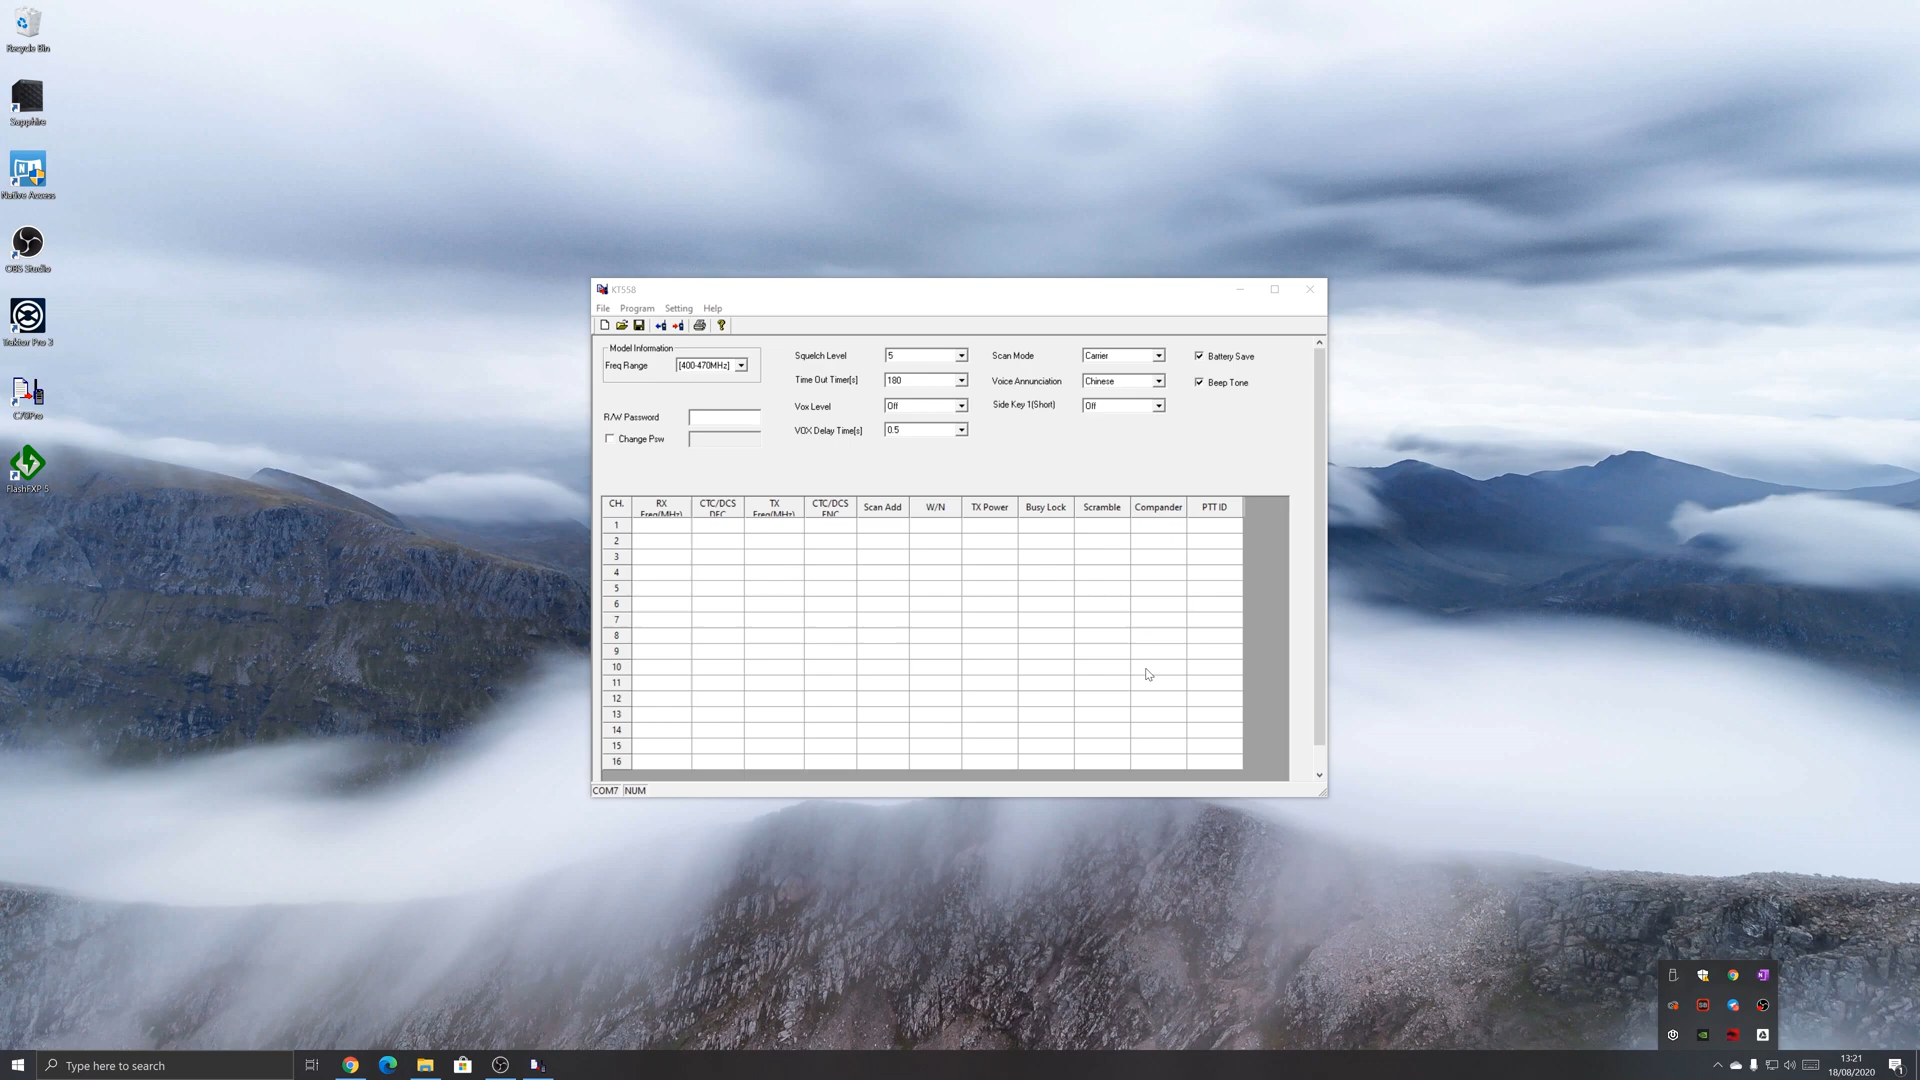 Recycle Bin
Sapphire
Native Access
OBS Studio
Traktor Pro 3
FlashFXP 5
KT558
File Program Setting Help
Model Information
Freq Range [400-470MHz]
R/W Password
Change Psw
Squelch Level 5
Time Out Timer[s] 180
Vox Level Off
VOX Delay Time[s] 0.5
Scan Mode Carrier
Voice Annunciation Chinese
Side Key 1(Short) Off
Battery Save
Beep Tone
CH. RX Freq(MHz) CTC/DCS DEC TX Freq(MHz) CTC/DCS ENC Scan Add W/N TX Power Busy Lock Scramble Compander PTT ID
1
2
3
4
5
6
7
8
9
10
11
12
13
14
15
16
COM7 NUM
Type here to search
13:21
18/08/2020